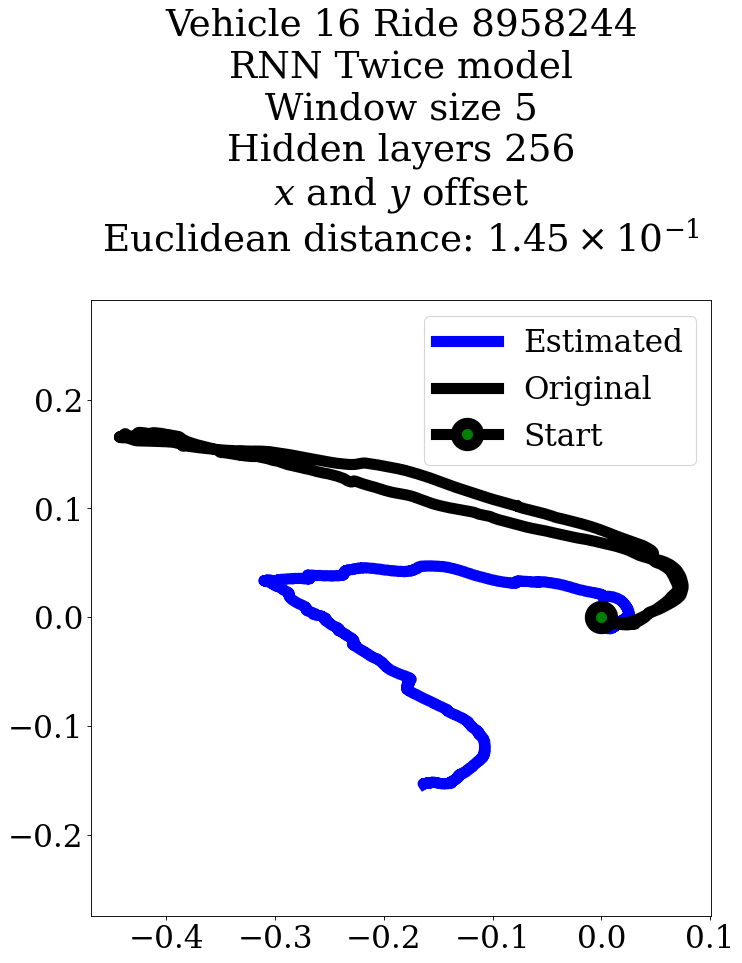 Vehicle 16 Ride 8958244
RNN Twice model
Window size 5
Hidden layers 256
x and y offset
Euclidean distance: 1.45 × 10⁻¹
Estimated
Original
Start
0.2
0.1
0.0
−0.1
−0.2
−0.4
−0.3
−0.2
−0.1
0.0
0.1